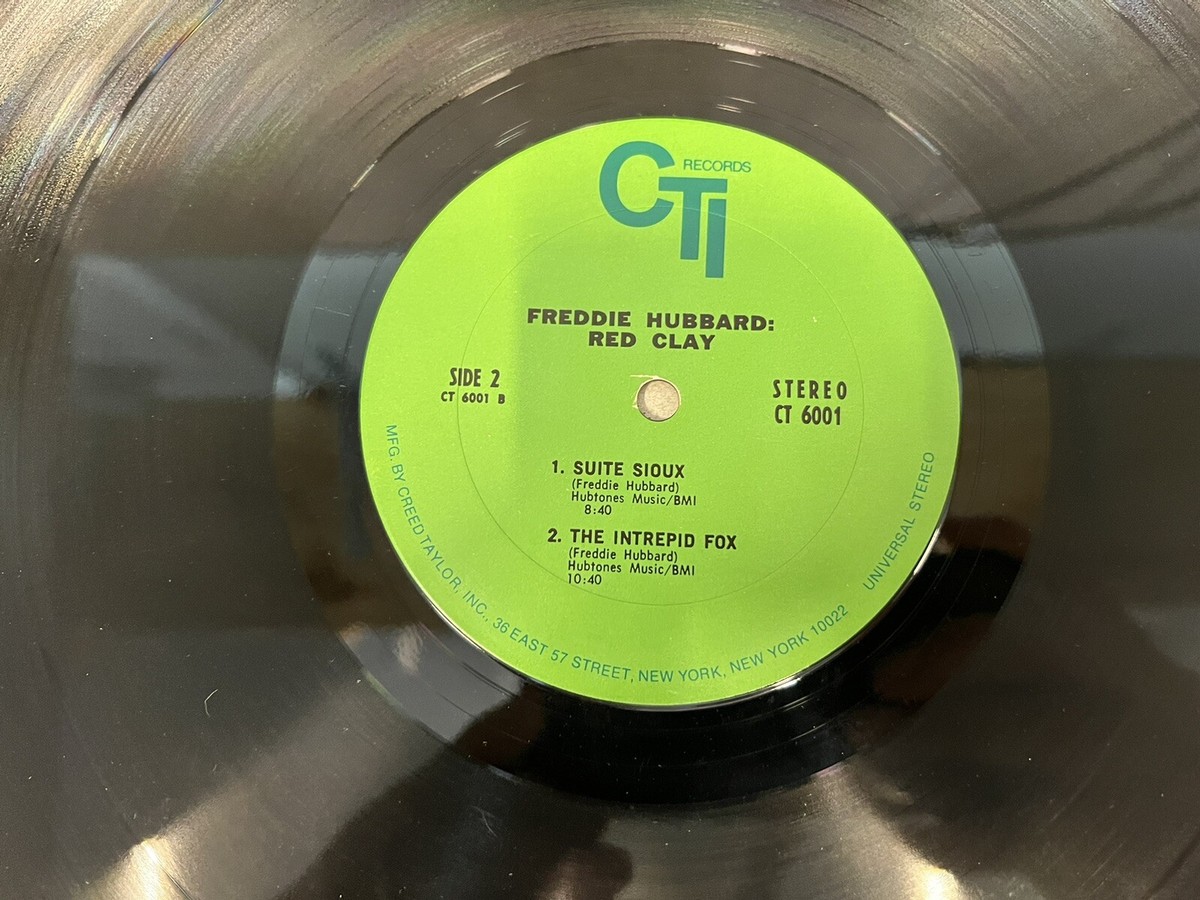 CTI RECORDS
FREDDIE HUBBARD:
RED CLAY
SIDE 2
CT 6001 B
STEREO
CT 6001
1. SUITE SIOUX
(Freddie Hubbard)
Hubtones Music/BMI
8:40
2. THE INTREPID FOX
(Freddie Hubbard)
Hubtones Music/BMI
10:40
MFG. BY CREED TAYLOR, INC., 36 EAST 57 STREET, NEW YORK, NEW YORK 10022
UNIVERSAL STEREO